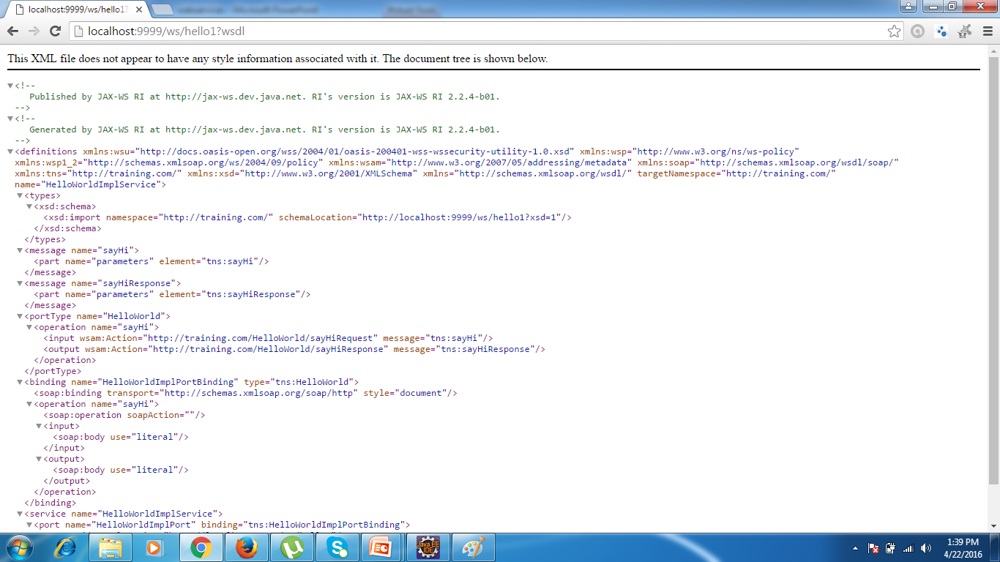 localhost:9999/ws/hello1?
localhost:9999/ws/hello1?wsdl
This XML file does not appear to have any style information associated with it. The document tree is shown below.
<!--
Published by JAX-WS RI at http://jax-ws.dev.java.net. RI's version is JAX-WS RI 2.2.4-b01.
-->
<!--
Generated by JAX-WS RI at http://jax-ws.dev.java.net. RI's version is JAX-WS RI 2.2.4-b01.
-->
<definitions xmlns:wsu="http://docs.oasis-open.org/wss/2004/01/oasis-200401-wss-wssecurity-utility-1.0.xsd" xmlns:wsp="http://www.w3.org/ns/ws-policy"
xmlns:wsp1_2="http://schemas.xmlsoap.org/ws/2004/09/policy" xmlns:wsam="http://www.w3.org/2007/05/addressing/metadata" xmlns:soap="http://schemas.xmlsoap.org/wsdl/soap/"
xmlns:tns="http://training.com/" xmlns:xsd="http://www.w3.org/2001/XMLSchema" xmlns="http://schemas.xmlsoap.org/wsdl/" targetNamespace="http://training.com/"
name="HelloWorldImplService">
<types>
<xsd:schema>
<xsd:import namespace="http://training.com/" schemaLocation="http://localhost:9999/ws/hello1?xsd=1"/>
</xsd:schema>
</types>
<message name="sayHi">
<part name="parameters" element="tns:sayHi"/>
</message>
<message name="sayHiResponse">
<part name="parameters" element="tns:sayHiResponse"/>
</message>
<portType name="HelloWorld">
<operation name="sayHi">
<input wsam:Action="http://training.com/HelloWorld/sayHiRequest" message="tns:sayHi"/>
<output wsam:Action="http://training.com/HelloWorld/sayHiResponse" message="tns:sayHiResponse"/>
</operation>
</portType>
<binding name="HelloWorldImplPortBinding" type="tns:HelloWorld">
<soap:binding transport="http://schemas.xmlsoap.org/soap/http" style="document"/>
<operation name="sayHi">
<soap:operation soapAction=""/>
<input>
<soap:body use="literal"/>
</input>
<output>
<soap:body use="literal"/>
</output>
</operation>
</binding>
<service name="HelloWorldImplService">
<port name="HelloWorldImplPort" binding="tns:HelloWorldImplPortBinding">
Java EE
IDE
1:39 PM
4/22/2016